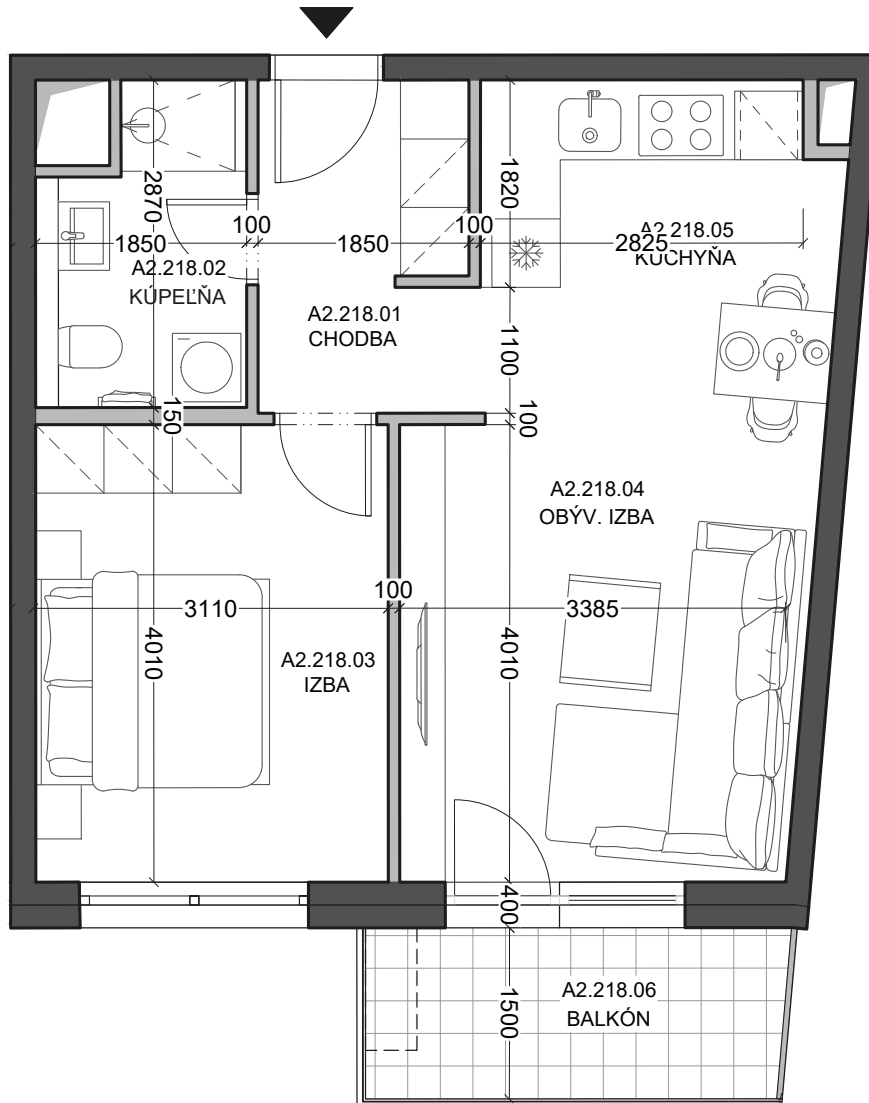 2870
1820
100
100
1850
1850
2825
A2.218.05
KUCHYŇA
A2.218.02
KÚPEĽŇA
A2.218.01
CHODBA
1100
150
100
A2.218.04
OBÝV. IZBA
100
3110
3385
4010
4010
A2.218.03
IZBA
400
1500
A2.218.06
BALKÓN